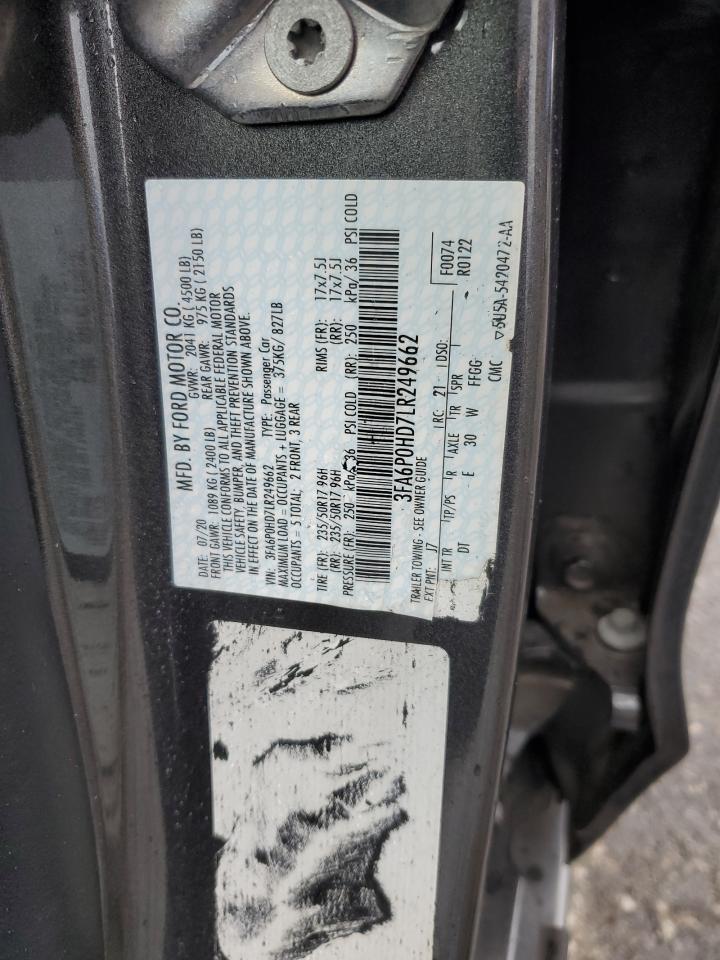 MFD. BY FORD MOTOR CO.
DATE: 07/20 GVWR: 2041 KG ( 4500 LB)
FRONT GAWR: 1089 KG ( 2400 LB) REAR GAWR: 975 KG ( 2150 LB)
THIS VEHICLE CONFORMS TO ALL APPLICABLE FEDERAL MOTOR
VEHICLE SAFETY, BUMPER, AND THEFT PREVENTION STANDARDS
IN EFFECT ON THE DATE OF MANUFACTURE SHOWN ABOVE.
VIN: 3FA6P0HD7LR249662 TYPE: Passenger Car
MAXIMUM LOAD = OCCUPANTS + LUGGAGE = 375KG/ 827LB
OCCUPANTS = 5 TOTAL; 2 FRONT, 3 REAR
TIRE (FR): 235/50R17 96H RIMS (FR): 17x7.5J
(RR): 235/50R17 96H (RR): 17x7.5J
PRESSURE (FR): 250 kPa/ 36 PSI COLD (RR): 250 kPa/ 36 PSI COLD
3FA6P0HD7LR249662
TRAILER TOWING - SEE OWNER GUIDE F0074
EXT PNT: J7 RC: 21 DSO: R0122
INT TR TP/PS R AXLE TR SPR
DT E 30 W FFGG
CMC ▽5U5A-5420472-AA